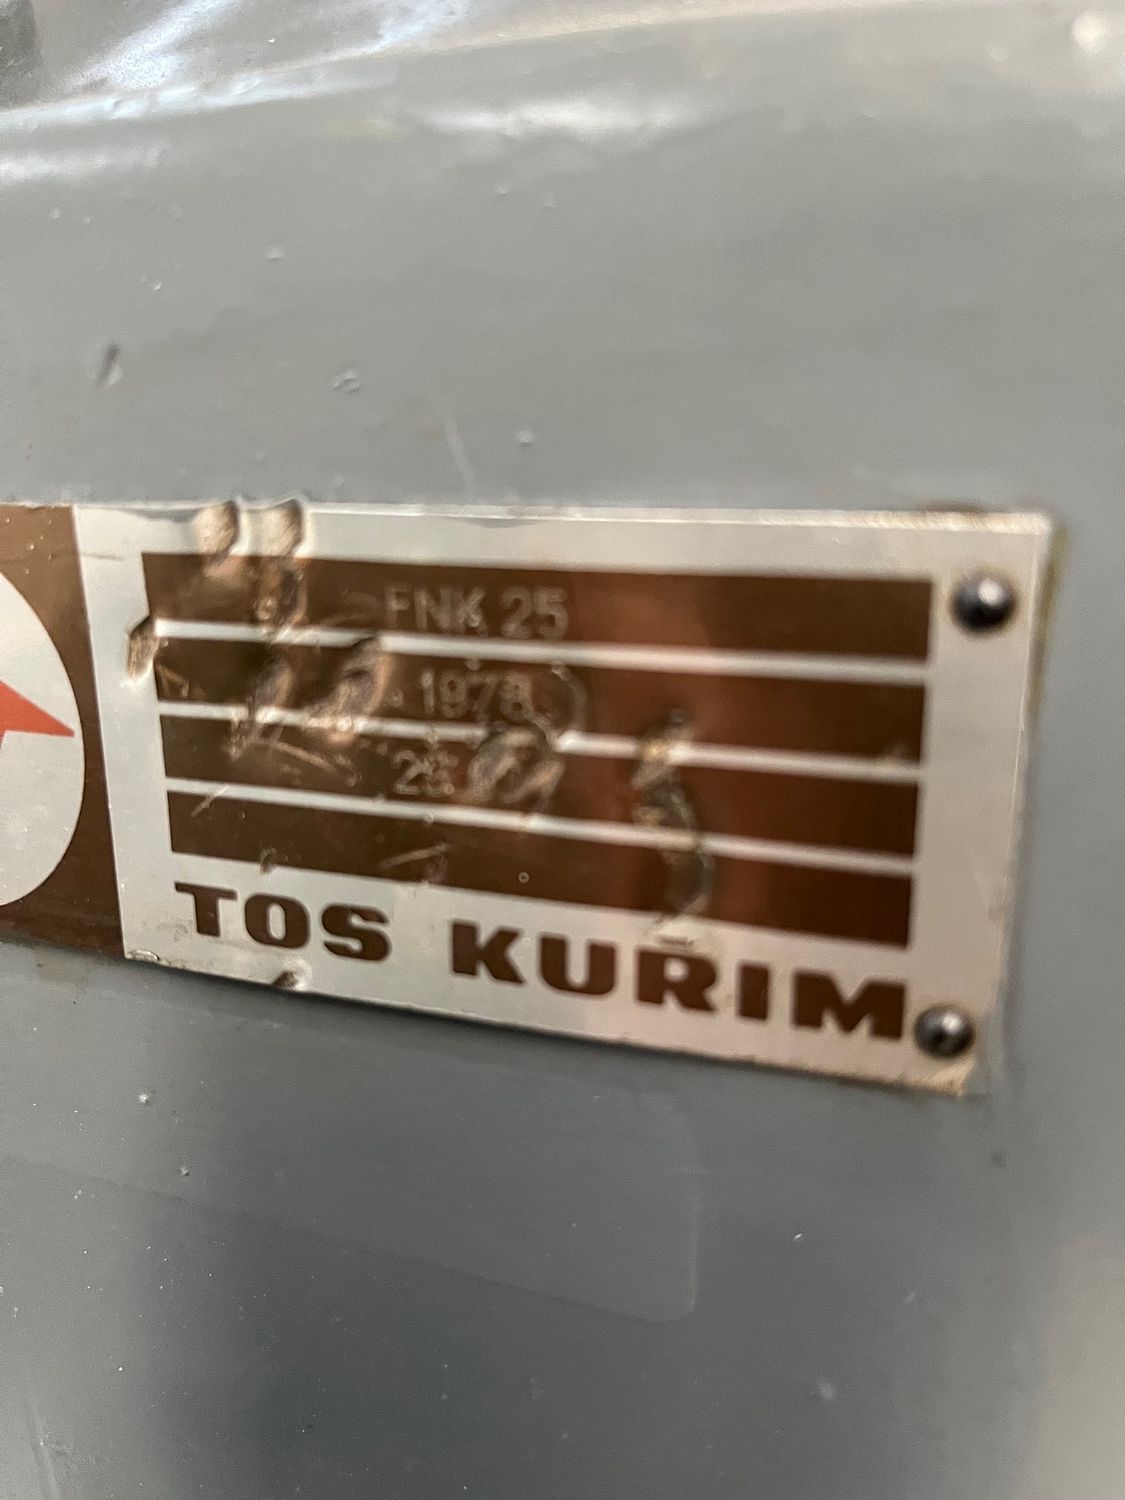 FNK 25
1978
TOS KUŘIM